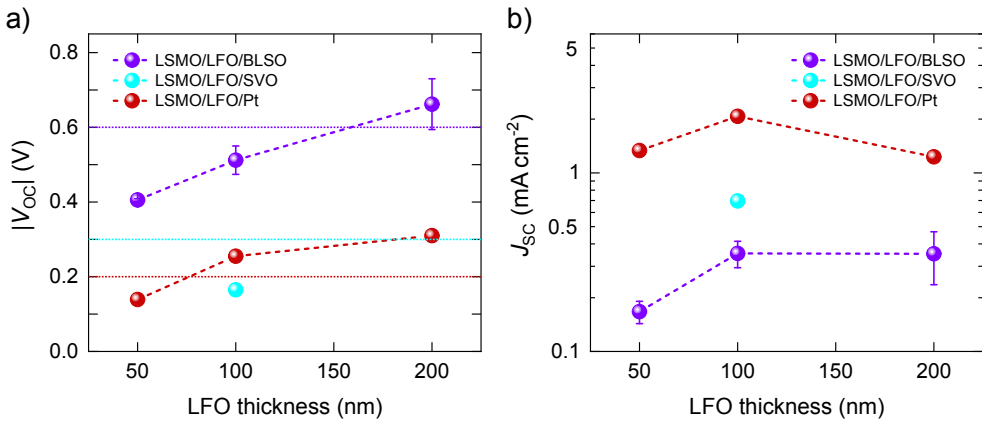 a)
|V_OC| (V)
0.8
0.6
0.4
0.2
0.0
LSMO/LFO/BLSO
LSMO/LFO/SVO
LSMO/LFO/Pt
50 100 150 200
LFO thickness (nm)
b)
J_SC (mA cm⁻²)
5
1
0.5
0.1
LSMO/LFO/BLSO
LSMO/LFO/SVO
LSMO/LFO/Pt
50 100 150 200
LFO thickness (nm)